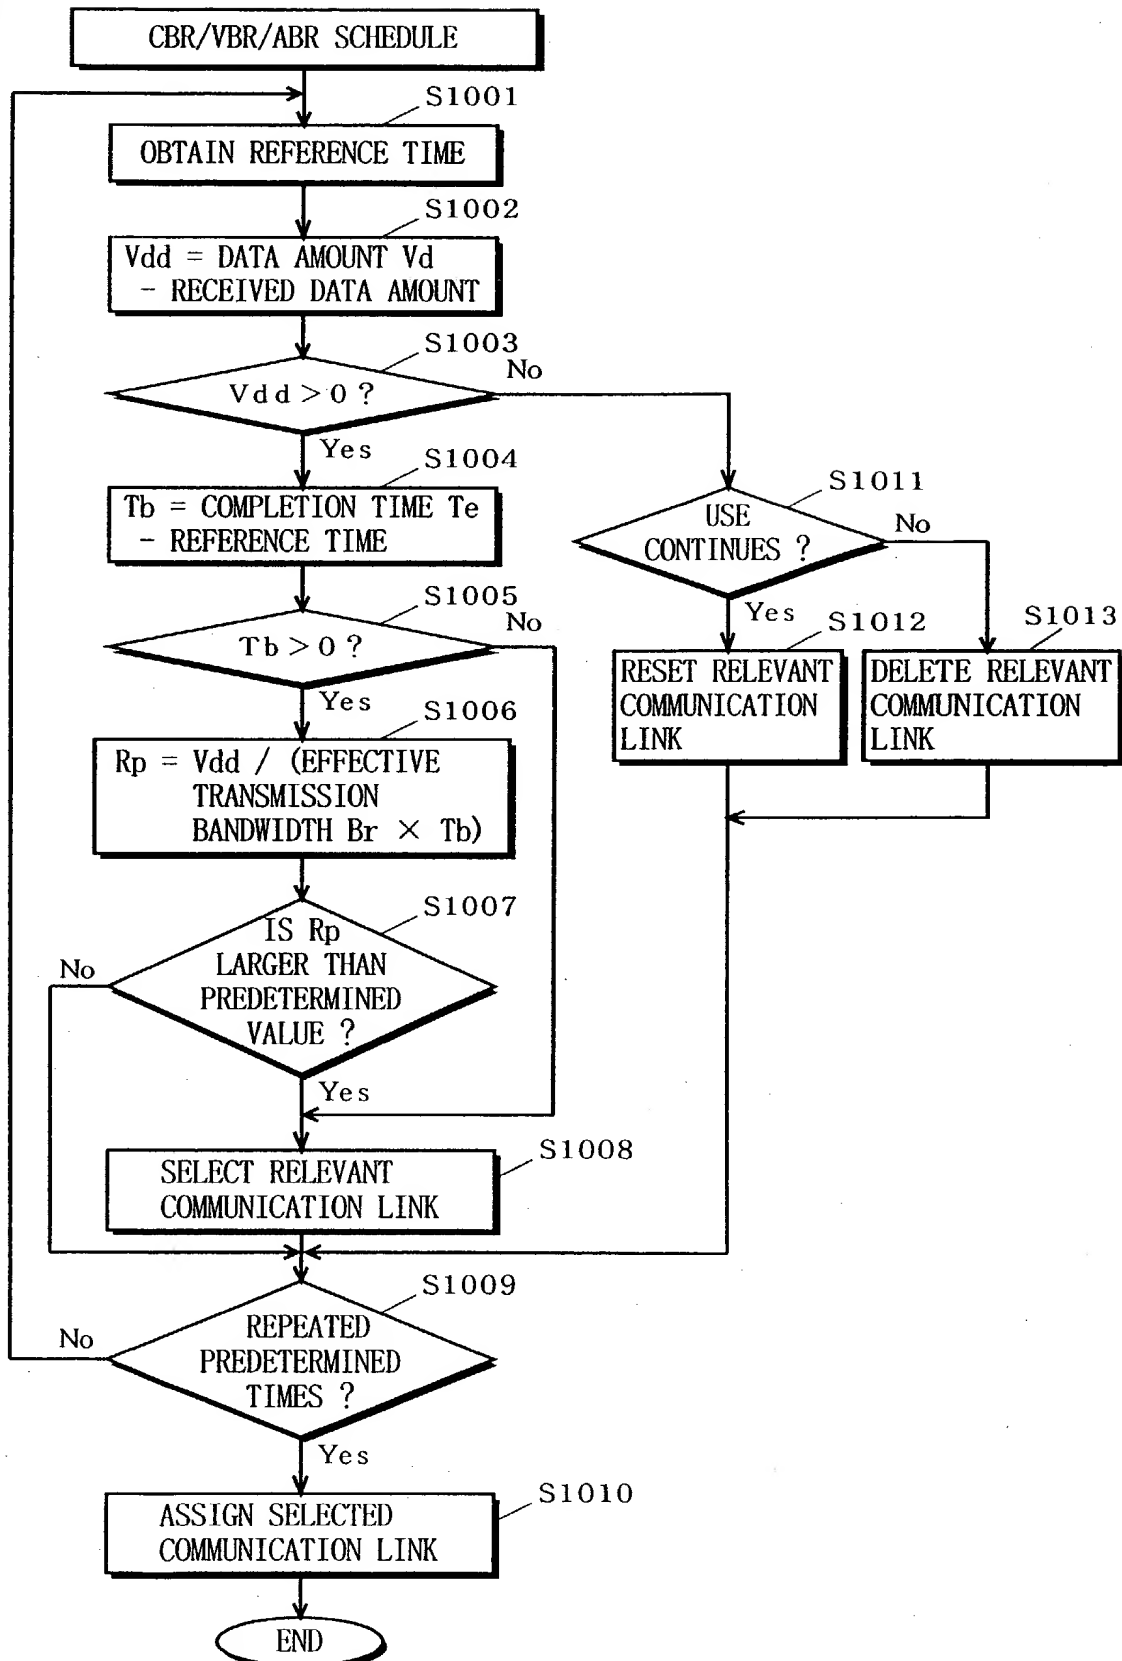 CBR/VBR/ABR SCHEDULE
S1001
OBTAIN REFERENCE TIME
S1002
Vdd = DATA AMOUNT Vd
- RECEIVED DATA AMOUNT
S1003
Vdd > 0 ?
No
Yes
S1004
Tb = COMPLETION TIME Te
- REFERENCE TIME
S1005
Tb > 0 ?
No
Yes
S1006
Rp = Vdd / (EFFECTIVE
TRANSMISSION
BANDWIDTH Br × Tb)
S1007
IS Rp
LARGER THAN
PREDETERMINED
VALUE ?
No
Yes
S1008
SELECT RELEVANT
COMMUNICATION LINK
S1009
REPEATED
PREDETERMINED
TIMES ?
No
Yes
S1010
ASSIGN SELECTED
COMMUNICATION LINK
END
S1011
USE
CONTINUES ?
No
Yes
S1012
RESET RELEVANT
COMMUNICATION
LINK
S1013
DELETE RELEVANT
COMMUNICATION
LINK